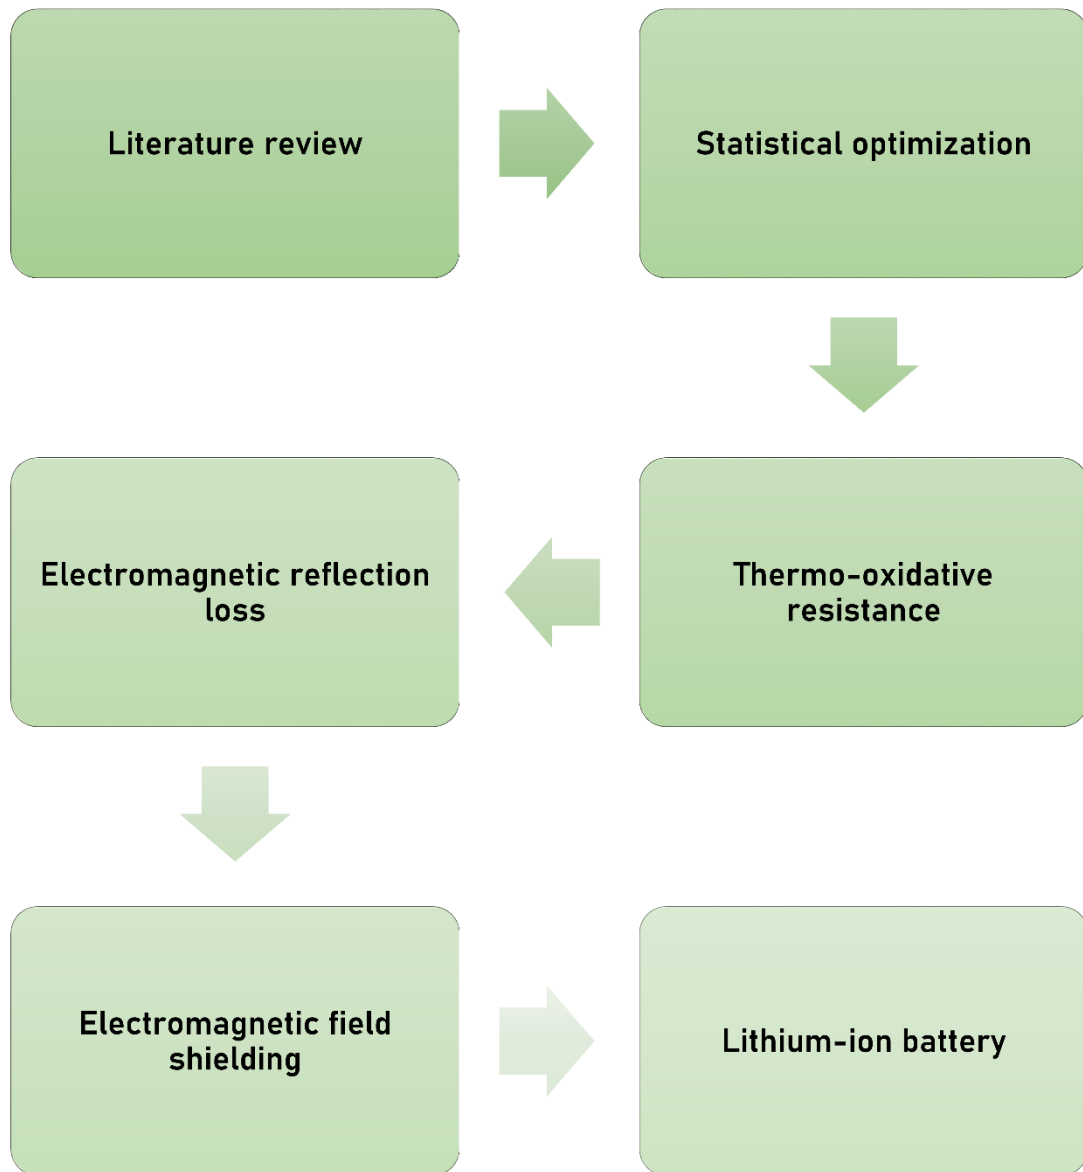 Literature review
Statistical optimization
Thermo-oxidative
resistance
Electromagnetic reflection
loss
Electromagnetic field
shielding
Lithium-ion battery